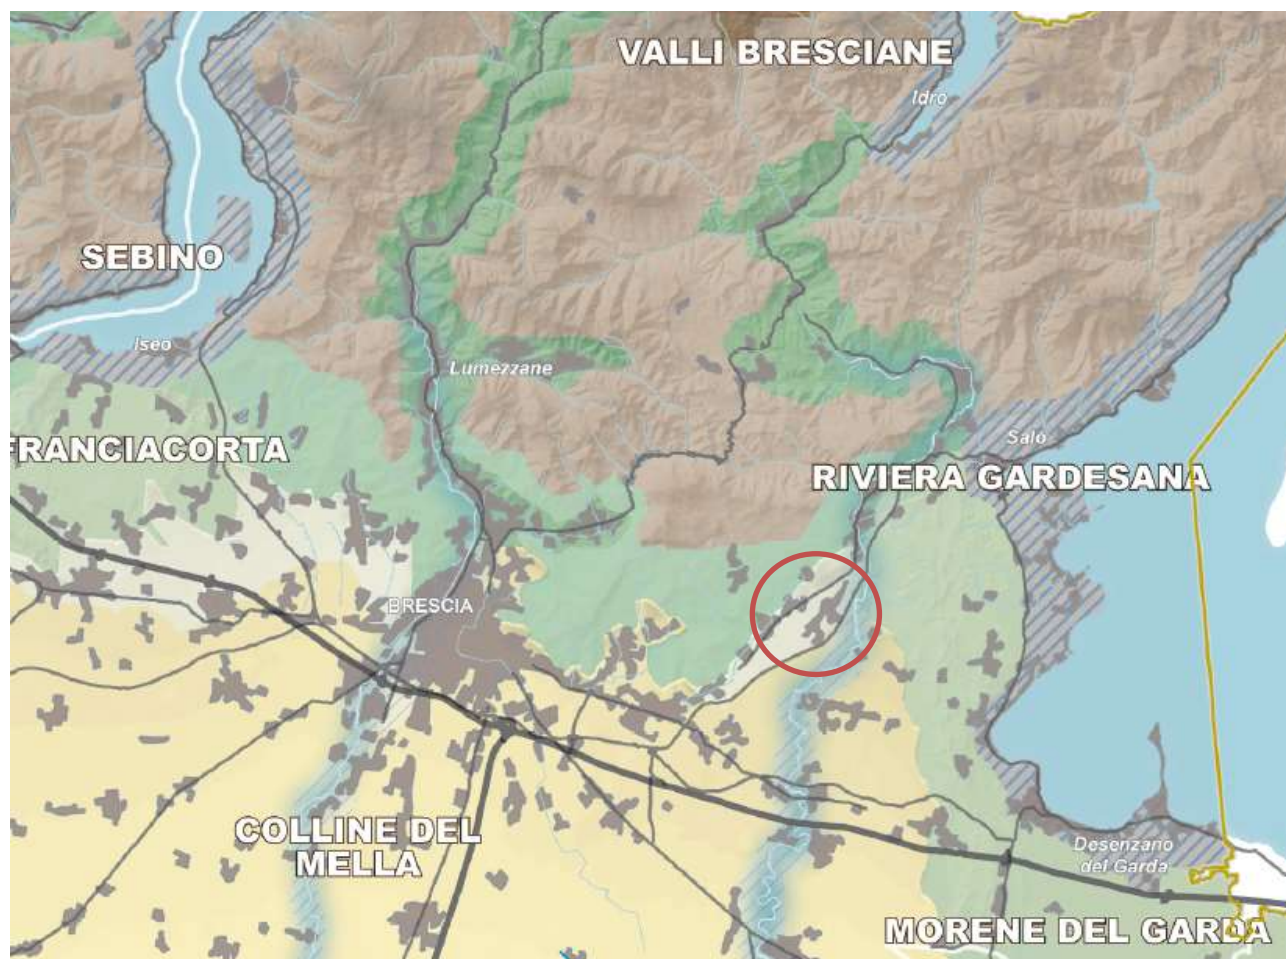 VALLI BRESCIANE
Idro
SEBINO
Iseo
Lumezzane
FRANCIACORTA
Salò
RIVIERA GARDESANA
BRESCIA
COLLINE DEL
MELLA
Desenzano
del Garda
MORENE DEL GARDA